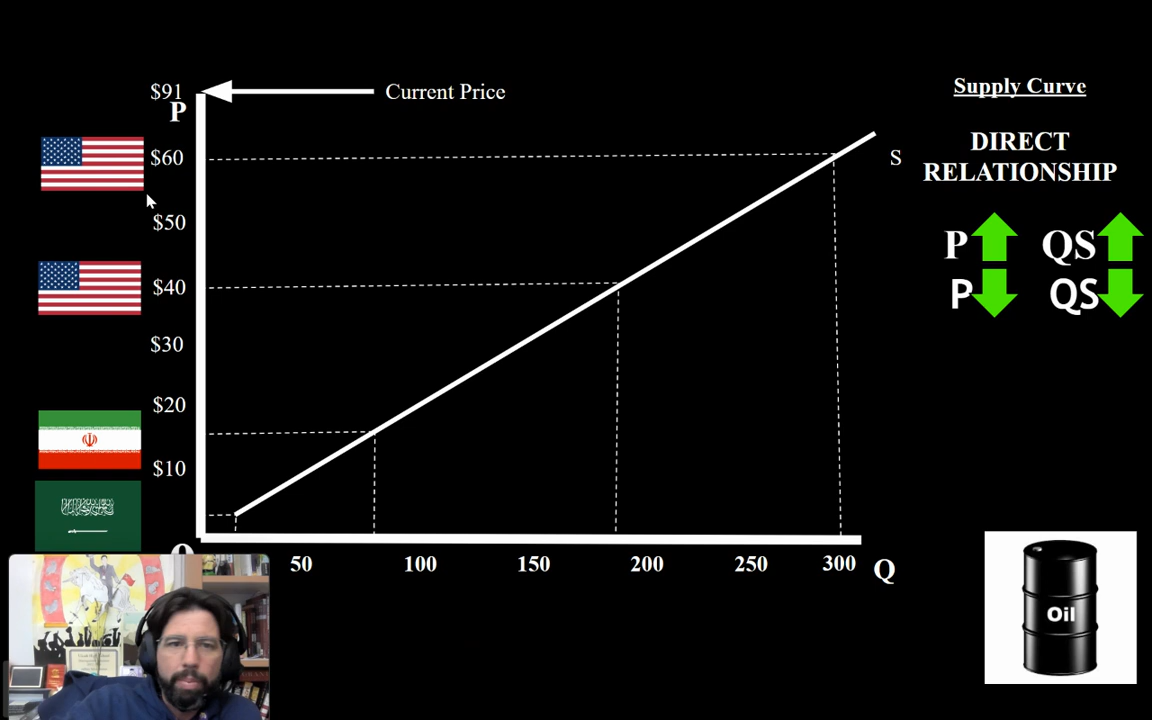 $91
Current Price
P
Supply Curve
DIRECT
RELATIONSHIP
$60
S
$50
P QS
$40
P QS
$30
$20
$10
50 100 150 200 250 300 Q
Oil